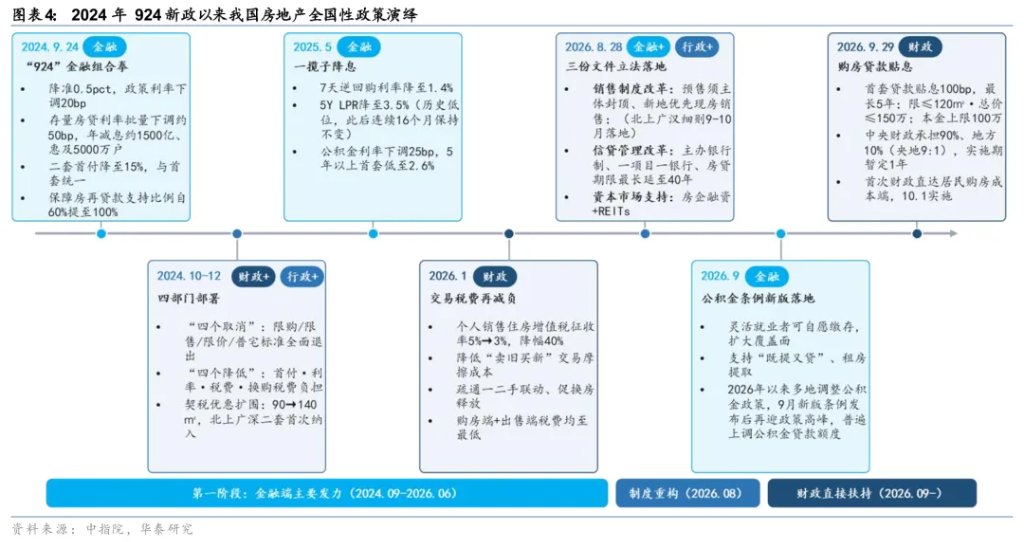 图表4： 2024 年 924 新政以来我国房地产全国性政策演绎
2024.9.24 金融
“924”金融组合拳
• 降准0.5pct，政策利率下
调20bp
• 存量房贷利率批量下调约
50bp，年减息约1500亿、
惠及5000万户
• 二套首付降至15%，与首
套统一
• 保障房再贷款支持比例自
60%提至100%
2025.5 金融
一揽子降息
• 7天逆回购利率降至1.4%
• 5Y LPR降至3.5%（历史低
位，此后连续16个月保持
不变）
• 公积金利率下调25bp，5
年以上首套低至2.6%
2026.8.28 金融+ 行政+
三份文件立法落地
• 销售制度改革：预售须主
体封顶、新地优先现房销
售；（北上广汉细则9-10
月落地）
• 信贷管理改革：主办银行
制、一项目一银行、房贷
期限最长延至40年
• 资本市场支持：房企融资
+REITs
2026.9.29 财政
购房贷款贴息
• 首套贷款贴息100bp，最
长5年；限≤120㎡·总价
≤150万；本金上限100万
• 中央财政承担90%、地方
10%（央地9:1），实施期
暂定1年
• 首次财政直达居民购房成
本端，10.1实施
2024.10-12 财政+ 行政+
四部门部署
• “四个取消”：限购/限
售/限价/普宅标准全面退
出
• “四个降低”：首付·利
率·税费·换购税费负担
• 契税优惠扩围：90→140
㎡，北上广深二套首次纳
入
2026.1 财政
交易税费再减负
• 个人销售住房增值税征收
率5%→3%，降幅40%
• 降低“卖旧买新”交易摩
擦成本
• 疏通一二手联动、促换房
释放
• 购房端+出售端税费均至
最低
2026.9 金融
公积金条例新版落地
• 灵活就业者可自愿缴存，
扩大覆盖面
• 支持“既提又贷”、租房
提取
• 2026年以来多地调整公积
金政策，9月新版条例发
布后再迎政策高峰，普遍
上调公积金贷款额度
第一阶段：金融端主要发力（2024.09-2026.06）
制度重构（2026.08）
财政直接扶持（2026.09-）
资料来源：中指院，华泰研究